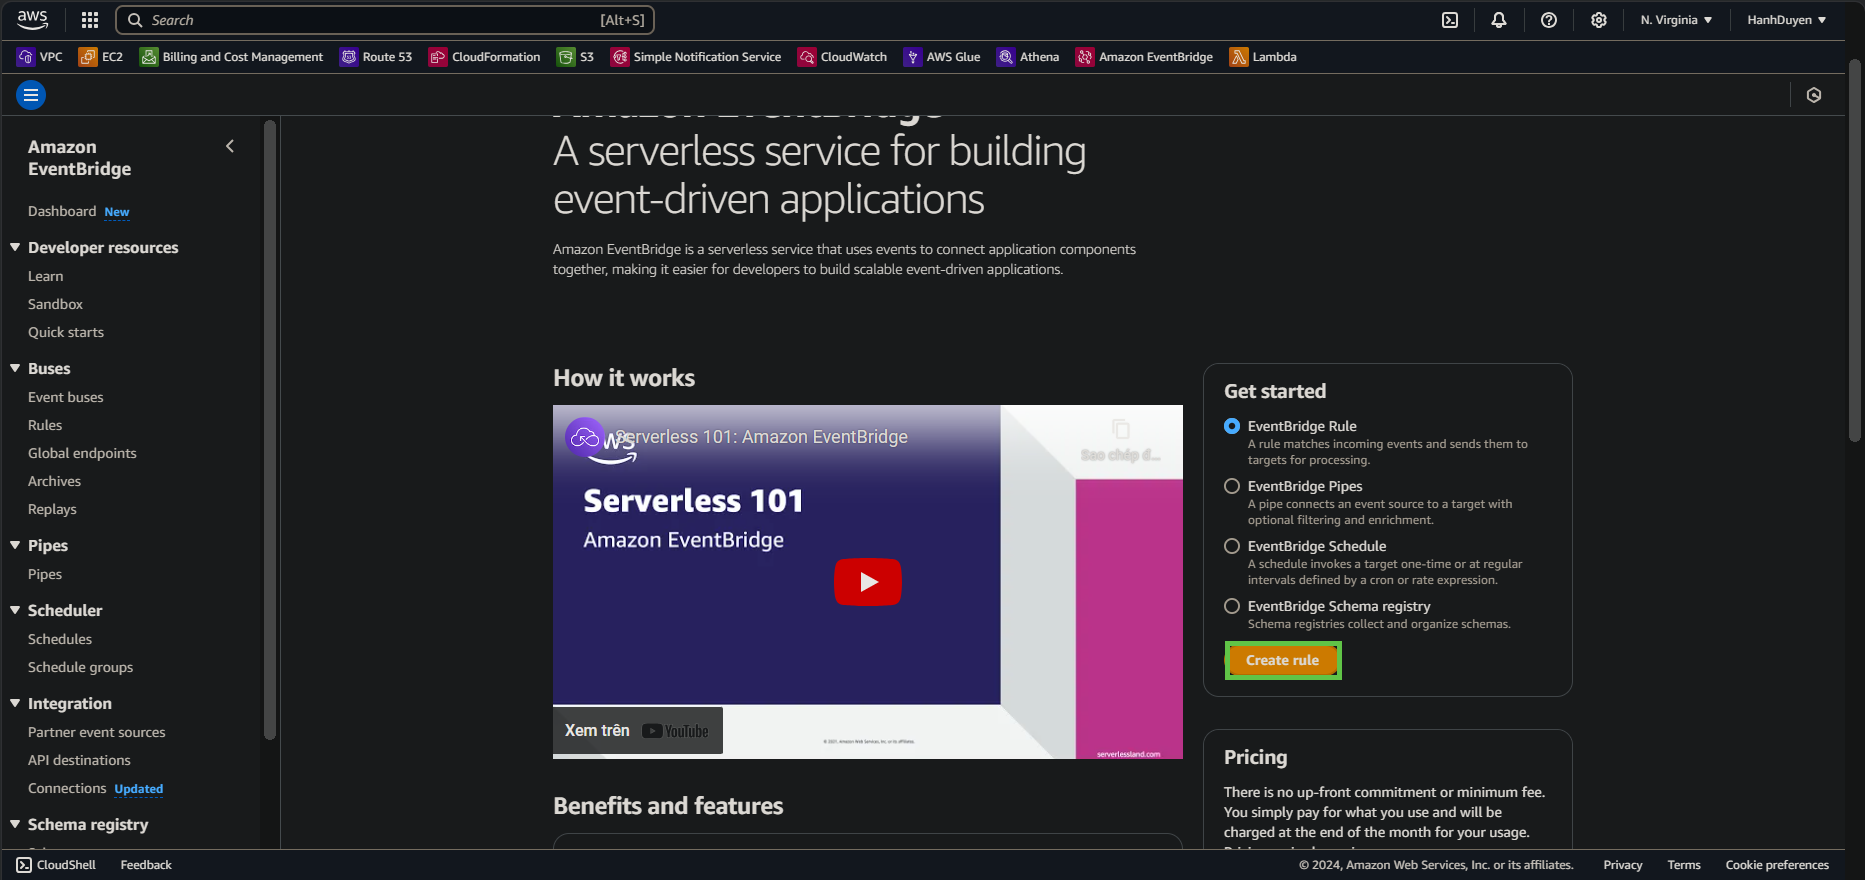 aws
Search
[Alt+S]
N. Virginia
HanhDuyen
VPC
EC2
Billing and Cost Management
Route 53
CloudFormation
S3
Simple Notification Service
CloudWatch
AWS Glue
Athena
Amazon EventBridge
Lambda
Amazon
EventBridge
Dashboard New
Developer resources
Learn
Sandbox
Quick starts
Buses
Event buses
Rules
Global endpoints
Archives
Replays
Pipes
Pipes
Scheduler
Schedules
Schedule groups
Integration
Partner event sources
API destinations
Connections Updated
Schema registry
Amazon EventBridge
A serverless service for building
event-driven applications
Amazon EventBridge is a serverless service that uses events to connect application components
together, making it easier for developers to build scalable event-driven applications.
How it works
Serverless 101: Amazon EventBridge
aws
Sao chép đ...
Serverless 101
Amazon EventBridge
Xem trên YouTube
© 2021, Amazon Web Services, Inc. or its affiliates.
serverlessland.com
Benefits and features
Get started
EventBridge Rule
A rule matches incoming events and sends them to
targets for processing.
EventBridge Pipes
A pipe connects an event source to a target with
optional filtering and enrichment.
EventBridge Schedule
A schedule invokes a target one-time or at regular
intervals defined by a cron or rate expression.
EventBridge Schema registry
Schema registries collect and organize schemas.
Create rule
Pricing
There is no up-front commitment or minimum fee.
You simply pay for what you use and will be
charged at the end of the month for your usage.
CloudShell
Feedback
© 2024, Amazon Web Services, Inc. or its affiliates.
Privacy
Terms
Cookie preferences